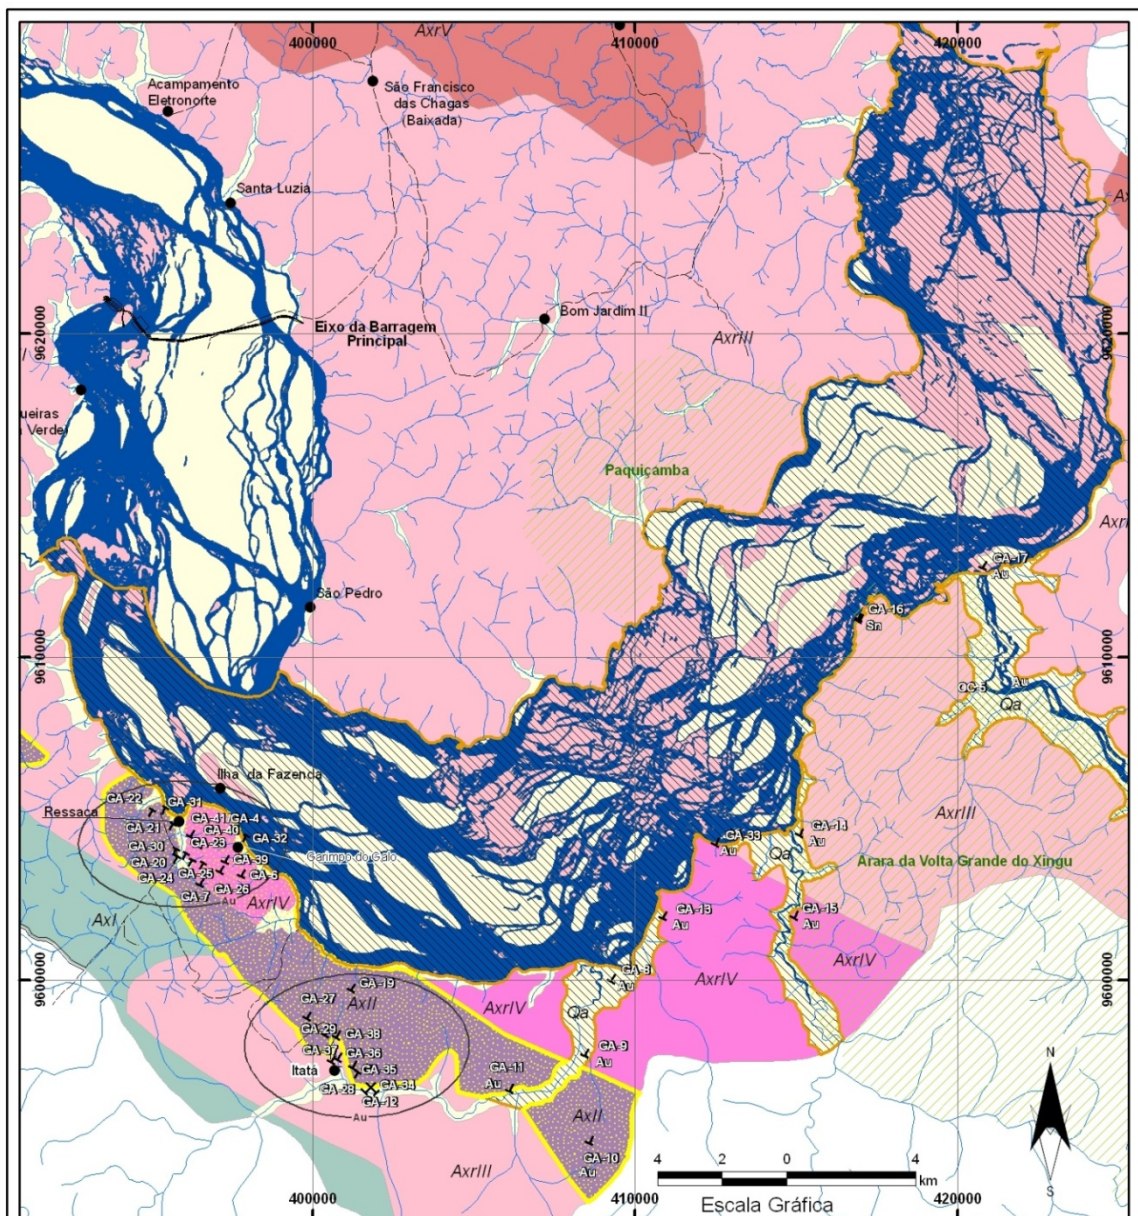 AxrV
400000
410000
420000
Acampamento
Eletronorte
São Francisco
das Chagas
(Baixada)
Santa Luzia
Bom Jardim II
Eixo da Barragem
Principal
AxrIII
9620000
9620000
ueiras
Verde)
Paquiçamba
São Pedro
GA-17
Au
GA-16
Sn
9610000
9610000
Au
Qa
Ilha da Fazenda
Ressaca
GA-22
GA-31
GA-41/GA-4
GA-21
GA-40
GA-23
GA-32
GA-30
GA-20
GA-39
GA-24
GA-25
GA-26
GA-7
Au
Garimpo do Galo
AxrIV
AxI
GA-33
Au
GA-14
Au
Qa
AxrIII
Arara da Volta Grande do Xingu
GA-13
Au
GA-15
Au
AxrIV
AxrIV
9600000
9600000
GA-8
Au
AxrIV
Qa
GA-19
AxII
GA-27
GA-29
GA-38
GA-37
GA-36
Itatá
GA-35
GA-28
GA-34
GA-12
Au
GA-9
Au
GA-11
Au
AxII
GA-10
Au
AxrIII
N
S
4 2 0 4
km
Escala Gráfica
400000
410000
420000